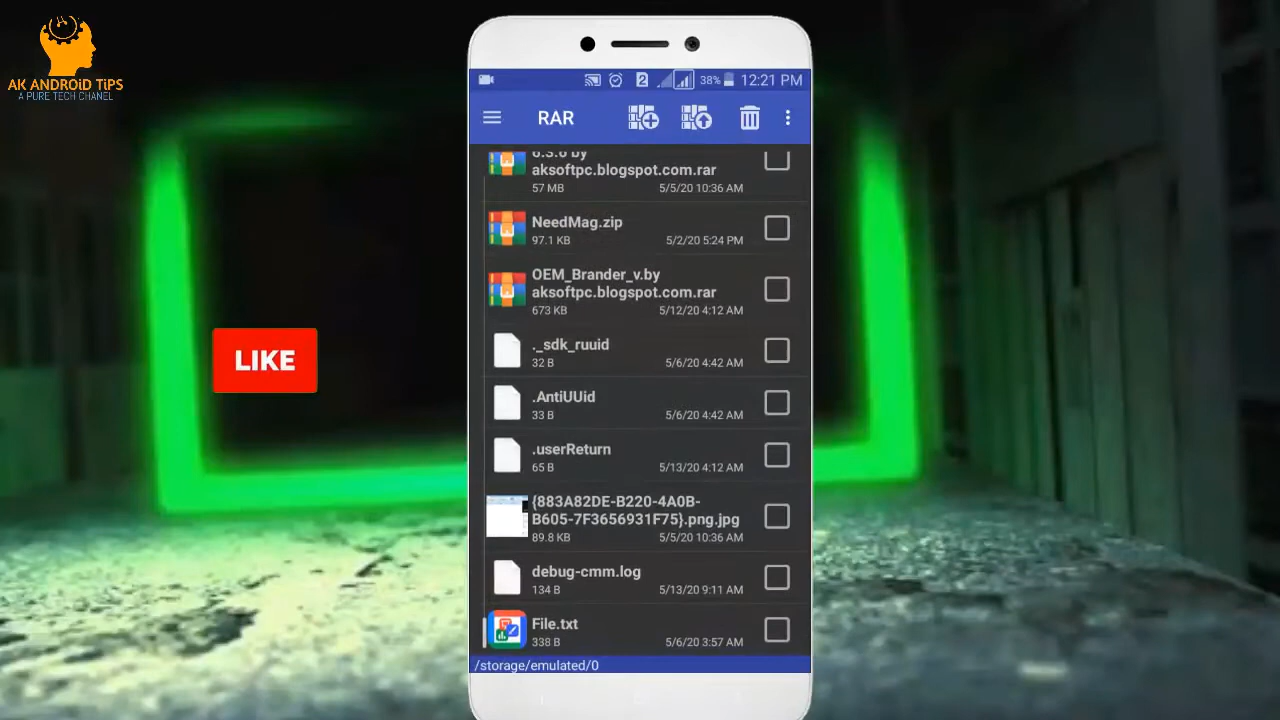 AK ANDROiD TiPS
A PURE TECH CHANEL
LIKE
2
38%
12:21 PM
RAR
aksoftpc.blogspot.com.rar
57 MB
5/5/20 10:36 AM
NeedMag.zip
97.1 KB
5/2/20 5:24 PM
OEM_Brander_v.by
aksoftpc.blogspot.com.rar
673 KB
5/12/20 4:12 AM
._sdk_ruuid
32 B
5/6/20 4:42 AM
.AntiUUid
33 B
5/6/20 4:42 AM
.userReturn
65 B
5/13/20 4:12 AM
{883A82DE-B220-4A0B-
B605-7F3656931F75}.png.jpg
89.8 KB
5/5/20 10:36 AM
debug-cmm.log
134 B
5/13/20 9:11 AM
File.txt
338 B
5/6/20 3:57 AM
/storage/emulated/0